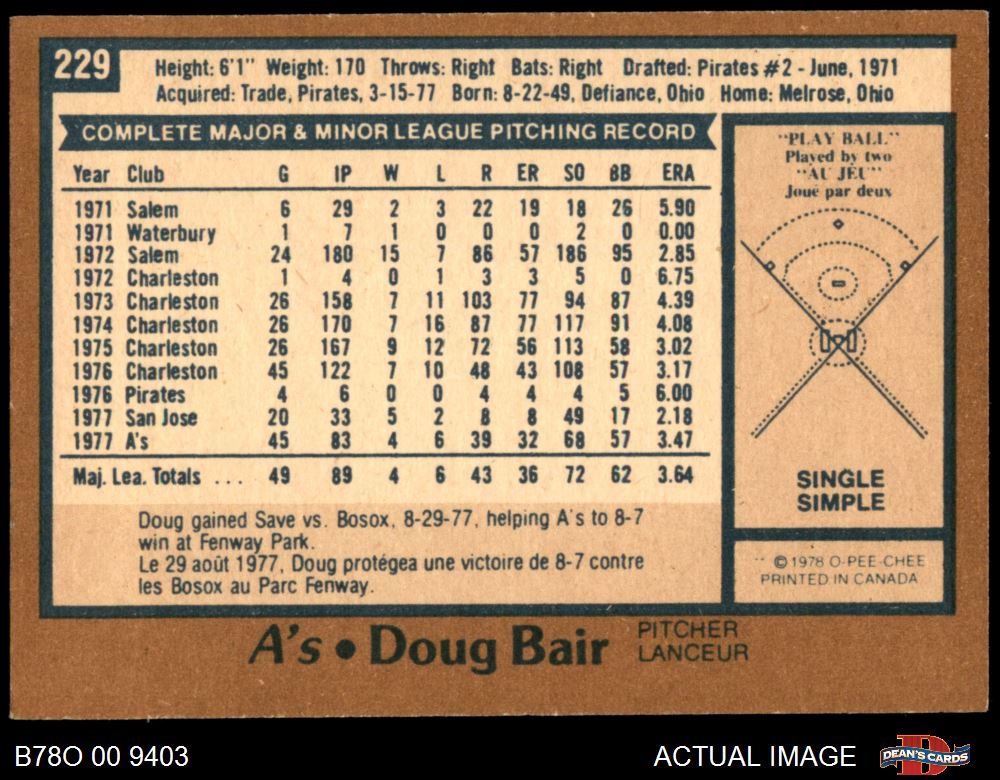 229
Height: 6'1" Weight: 170 Throws: Right Bats: Right Drafted: Pirates #2 - June, 1971
Acquired: Trade, Pirates, 3-15-77 Born: 8-22-49, Defiance, Ohio Home: Melrose, Ohio
COMPLETE MAJOR & MINOR LEAGUE PITCHING RECORD
Year Club G IP W L R ER SO BB ERA
1971 Salem 6 29 2 3 22 19 18 26 5.90
1971 Waterbury 1 7 1 0 0 0 2 0 0.00
1972 Salem 24 180 15 7 86 57 186 95 2.85
1972 Charleston 1 4 0 1 3 3 5 0 6.75
1973 Charleston 26 158 7 11 103 77 94 87 4.39
1974 Charleston 26 170 7 16 87 77 117 91 4.08
1975 Charleston 26 167 9 12 72 56 113 58 3.02
1976 Charleston 45 122 7 10 48 43 108 57 3.17
1976 Pirates 4 6 0 0 4 4 4 5 6.00
1977 San Jose 20 33 5 2 8 8 49 17 2.18
1977 A's 45 83 4 6 39 32 68 57 3.47
Maj. Lea. Totals ... 49 89 4 6 43 36 72 62 3.64
Doug gained Save vs. Bosox, 8-29-77, helping A's to 8-7
win at Fenway Park.
Le 29 août 1977, Doug protégea une victoire de 8-7 contre
les Bosox au Parc Fenway.
"PLAY BALL"
Played by two
"AU JEU"
Joué par deux
SINGLE
SIMPLE
©1978 O-PEE-CHEE
PRINTED IN CANADA
A's • Doug Bair PITCHER
LANCEUR
B78O 00 9403
ACTUAL IMAGE
DEAN'S CARDS